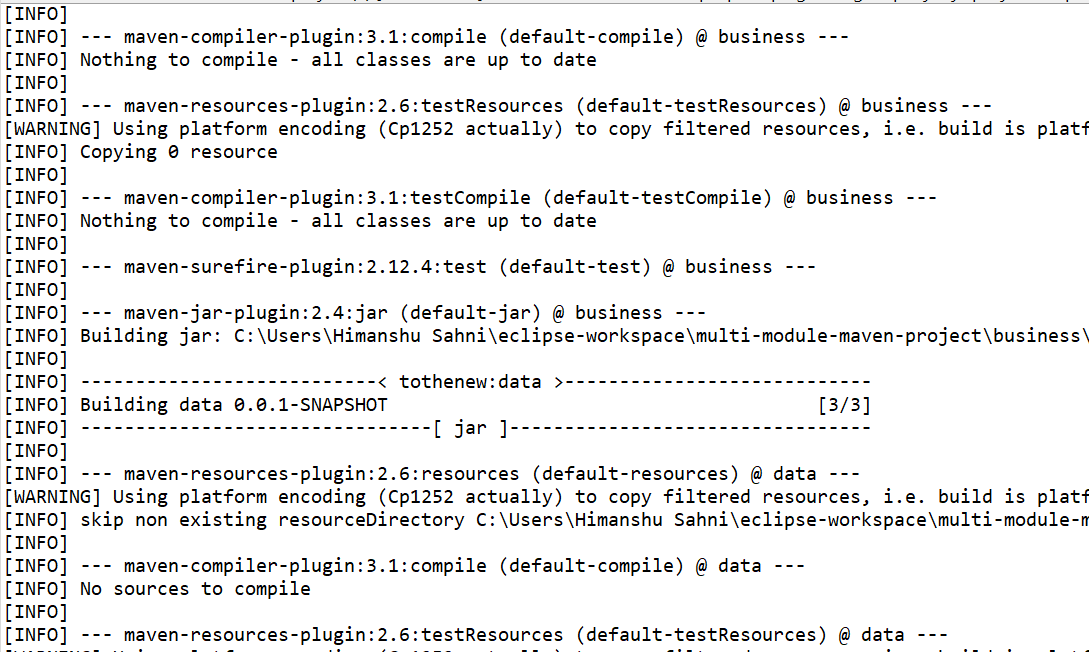 [INFO]
[INFO] --- maven-compiler-plugin:3.1:compile (default-compile) @ business ---
[INFO] Nothing to compile - all classes are up to date
[INFO]
[INFO] --- maven-resources-plugin:2.6:testResources (default-testResources) @ business ---
[WARNING] Using platform encoding (Cp1252 actually) to copy filtered resources, i.e. build is platf
[INFO] Copying 0 resource
[INFO]
[INFO] --- maven-compiler-plugin:3.1:testCompile (default-testCompile) @ business ---
[INFO] Nothing to compile - all classes are up to date
[INFO]
[INFO] --- maven-surefire-plugin:2.12.4:test (default-test) @ business ---
[INFO]
[INFO] --- maven-jar-plugin:2.4:jar (default-jar) @ business ---
[INFO] Building jar: C:\Users\Himanshu Sahni\eclipse-workspace\multi-module-maven-project\business\
[INFO]
[INFO] ---------------------------< tothenew:data >----------------------------
[INFO] Building data 0.0.1-SNAPSHOT [3/3]
[INFO] --------------------------------[ jar ]---------------------------------
[INFO]
[INFO] --- maven-resources-plugin:2.6:resources (default-resources) @ data ---
[WARNING] Using platform encoding (Cp1252 actually) to copy filtered resources, i.e. build is platf
[INFO] skip non existing resourceDirectory C:\Users\Himanshu Sahni\eclipse-workspace\multi-module-m
[INFO]
[INFO] --- maven-compiler-plugin:3.1:compile (default-compile) @ data ---
[INFO] No sources to compile
[INFO]
[INFO] --- maven-resources-plugin:2.6:testResources (default-testResources) @ data ---